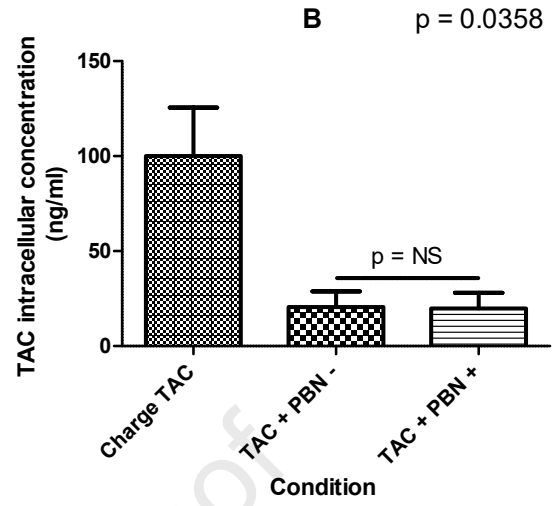 B
p = 0.0358
TAC intracellular concentration
(ng/ml)
150
100
50
0
p = NS
Charge TAC
TAC + PBN -
TAC + PBN +
Condition
of